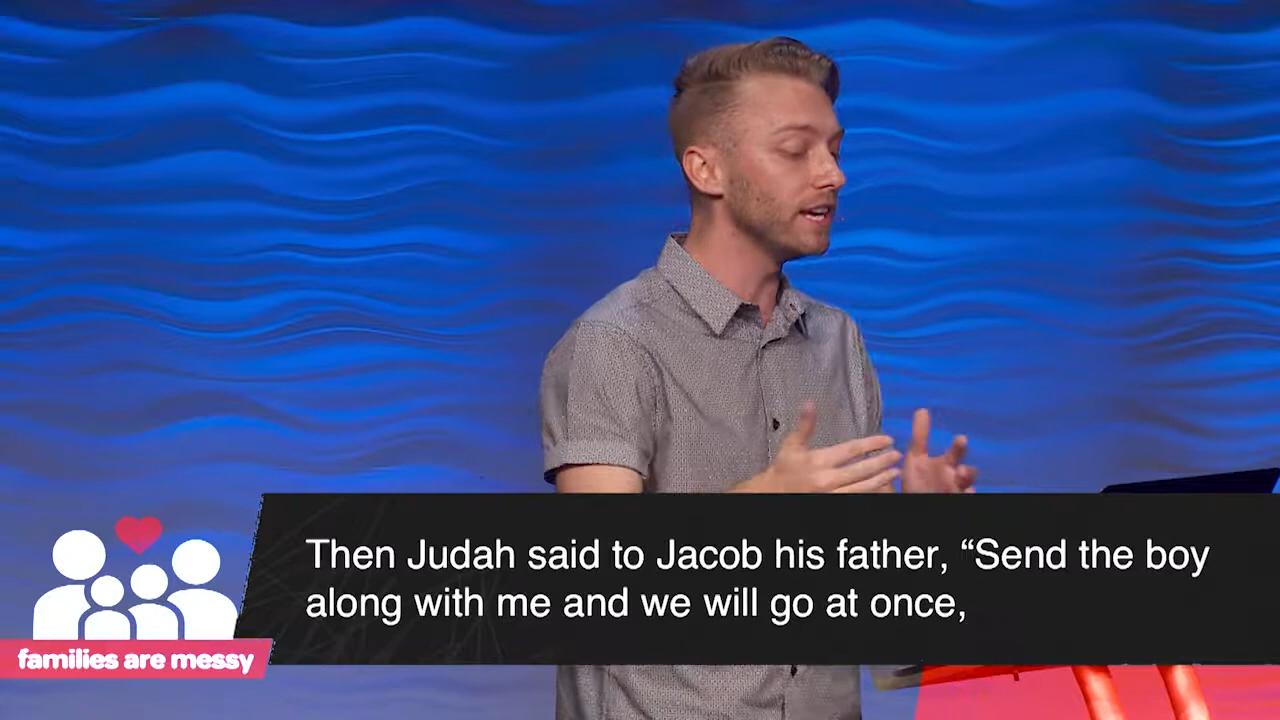 Then Judah said to Jacob his father, “Send the boy
along with me and we will go at once,
families are messy